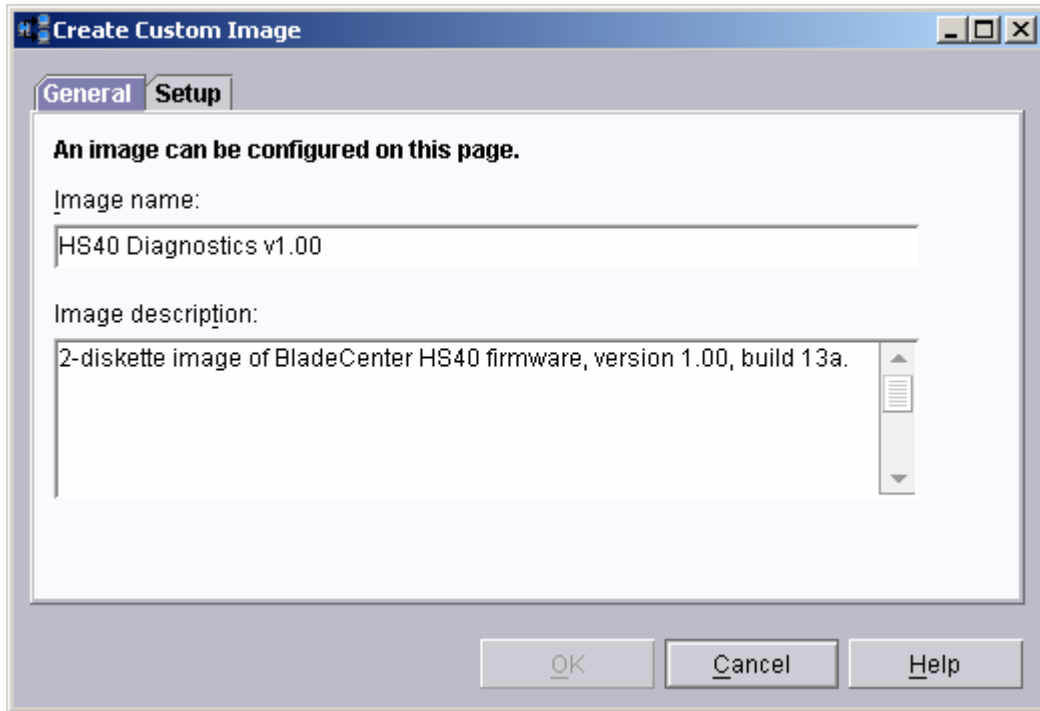 Create Custom Image
General Setup
An image can be configured on this page.
Image name:
HS40 Diagnostics v1.00
Image description:
2-diskette image of BladeCenter HS40 firmware, version 1.00, build 13a.
OK Cancel Help